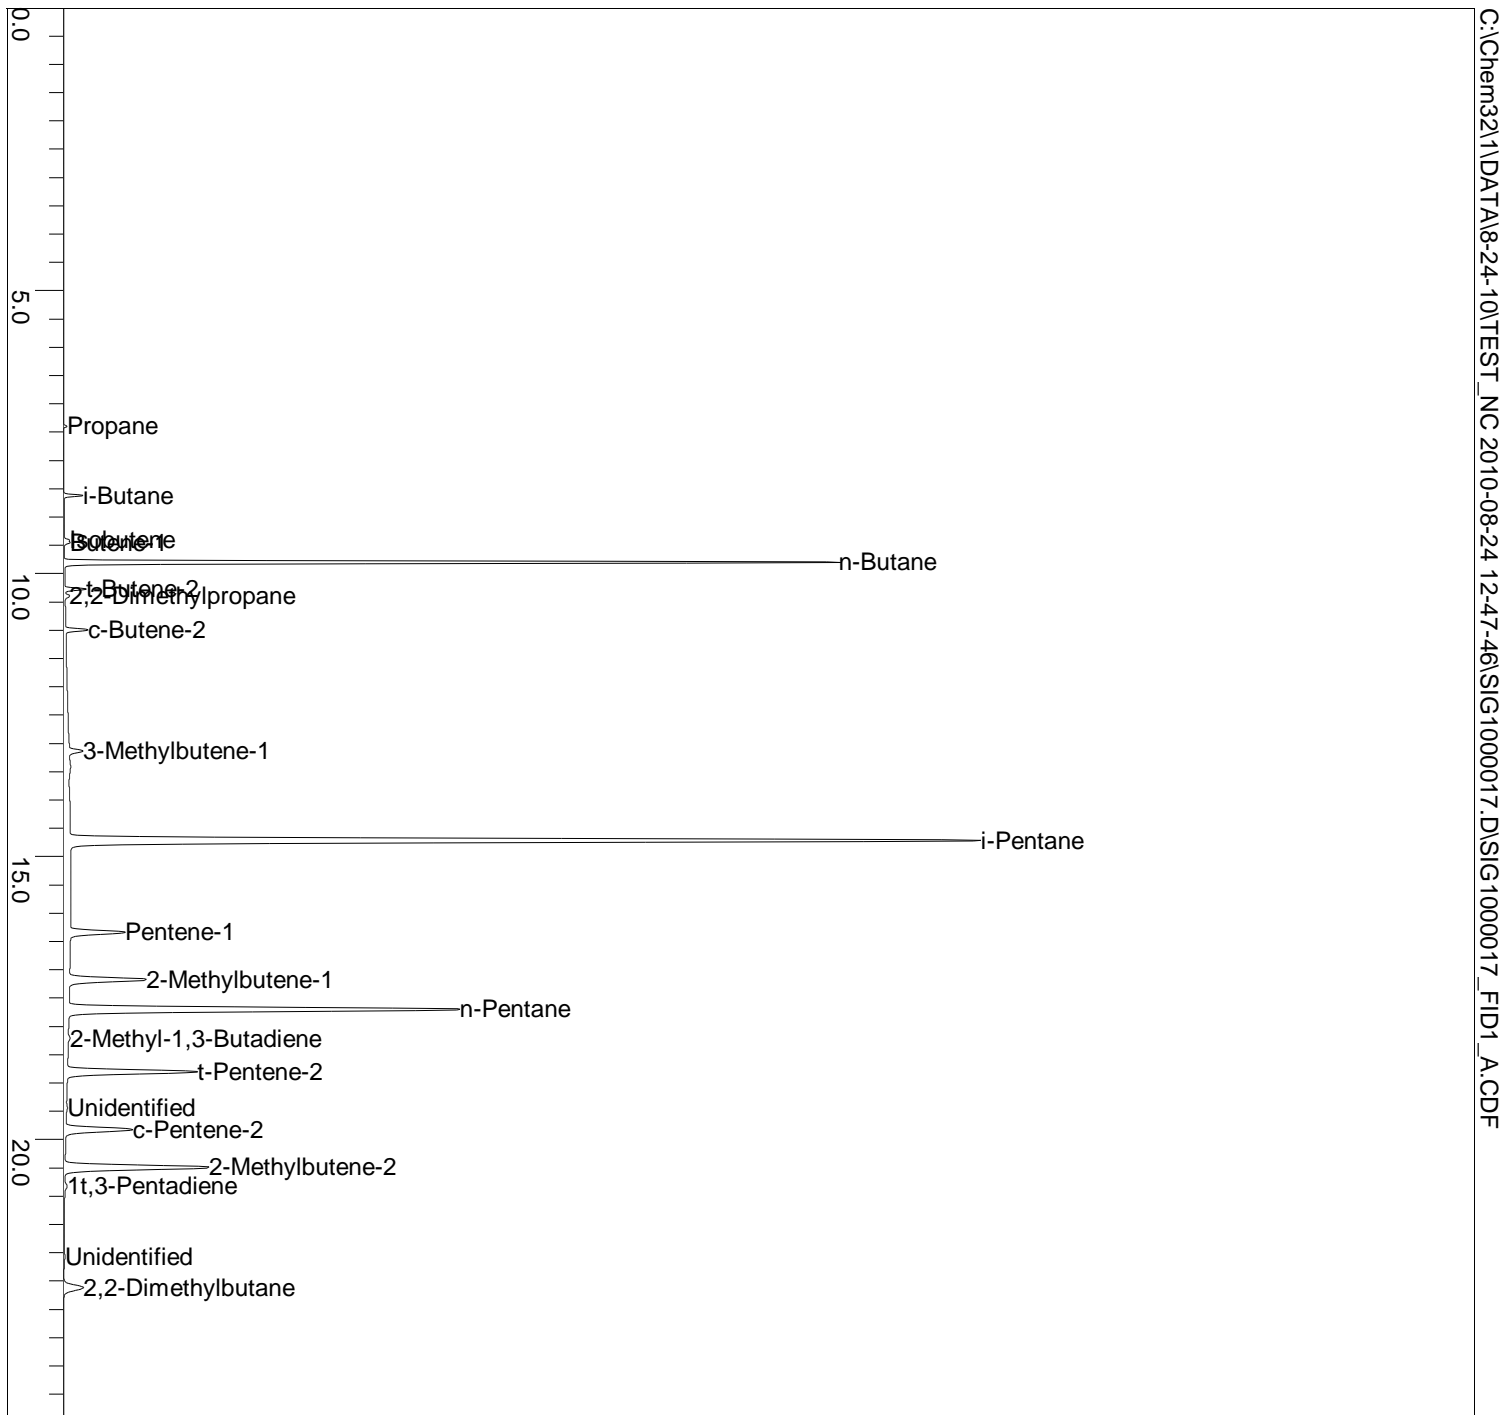 C:\Chem32\1\DATA\8-24-10\TEST_NC 2010-08-24 12-47-46\SIG1000017.D\SIG1000017_FID1_A.CDF
0.0
5.0
10.0
15.0
20.0
Propane
i-Butane
Isobutene
Butene-1
n-Butane
t-Butene-2
2,2-Dimethylpropane
c-Butene-2
3-Methylbutene-1
i-Pentane
Pentene-1
2-Methylbutene-1
n-Pentane
2-Methyl-1,3-Butadiene
t-Pentene-2
Unidentified
c-Pentene-2
2-Methylbutene-2
1t,3-Pentadiene
Unidentified
2,2-Dimethylbutane